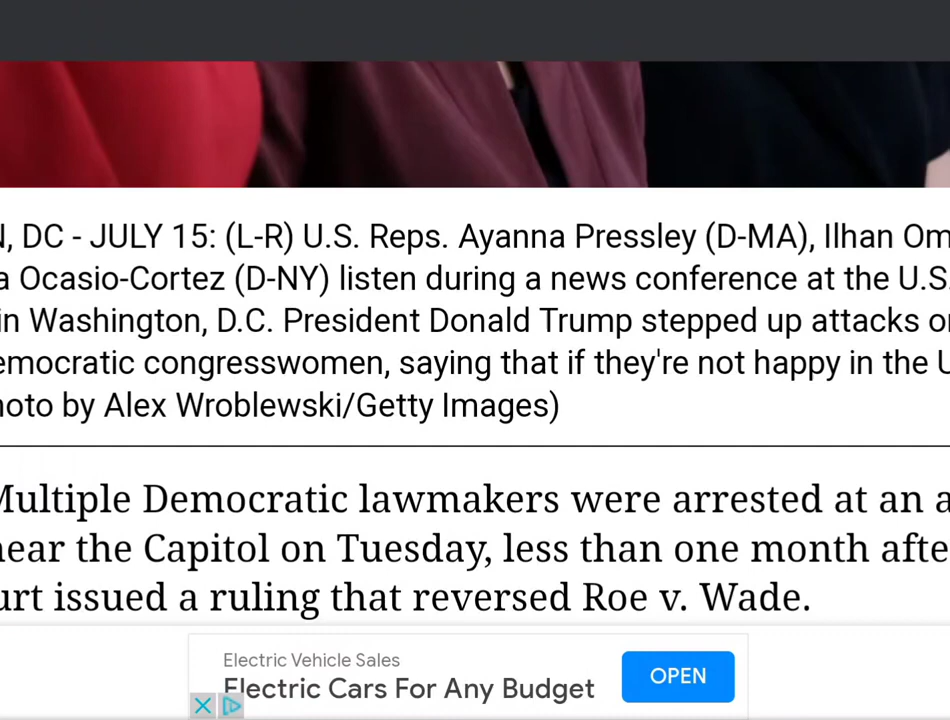 , DC - JULY 15: (L-R) U.S. Reps. Ayanna Pressley (D-MA), Ilhan Om
a Ocasio-Cortez (D-NY) listen during a news conference at the U.S.
in Washington, D.C. President Donald Trump stepped up attacks o
emocratic congresswomen, saying that if they're not happy in the U
hoto by Alex Wroblewski/Getty Images)
Multiple Democratic lawmakers were arrested at an a
near the Capitol on Tuesday, less than one month afte
urt issued a ruling that reversed Roe v. Wade.
Electric Vehicle Sales
Electric Cars For Any Budget
OPEN